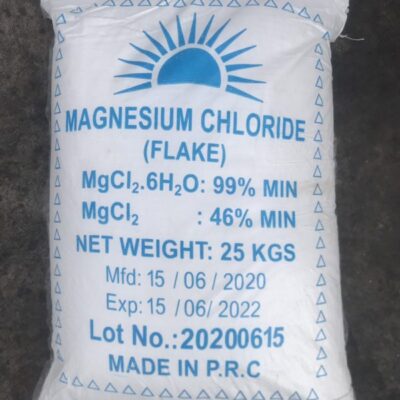 MAGNESIUM CHLORIDE
(FLAKE)
MgCl₂.6H₂O: 99% MIN
MgCl₂ : 46% MIN
NET WEIGHT: 25 KGS
Mfd: 15 / 06 / 2020
Exp: 15 / 06/ 2022
Lot No.:20200615
MADE IN P.R.C